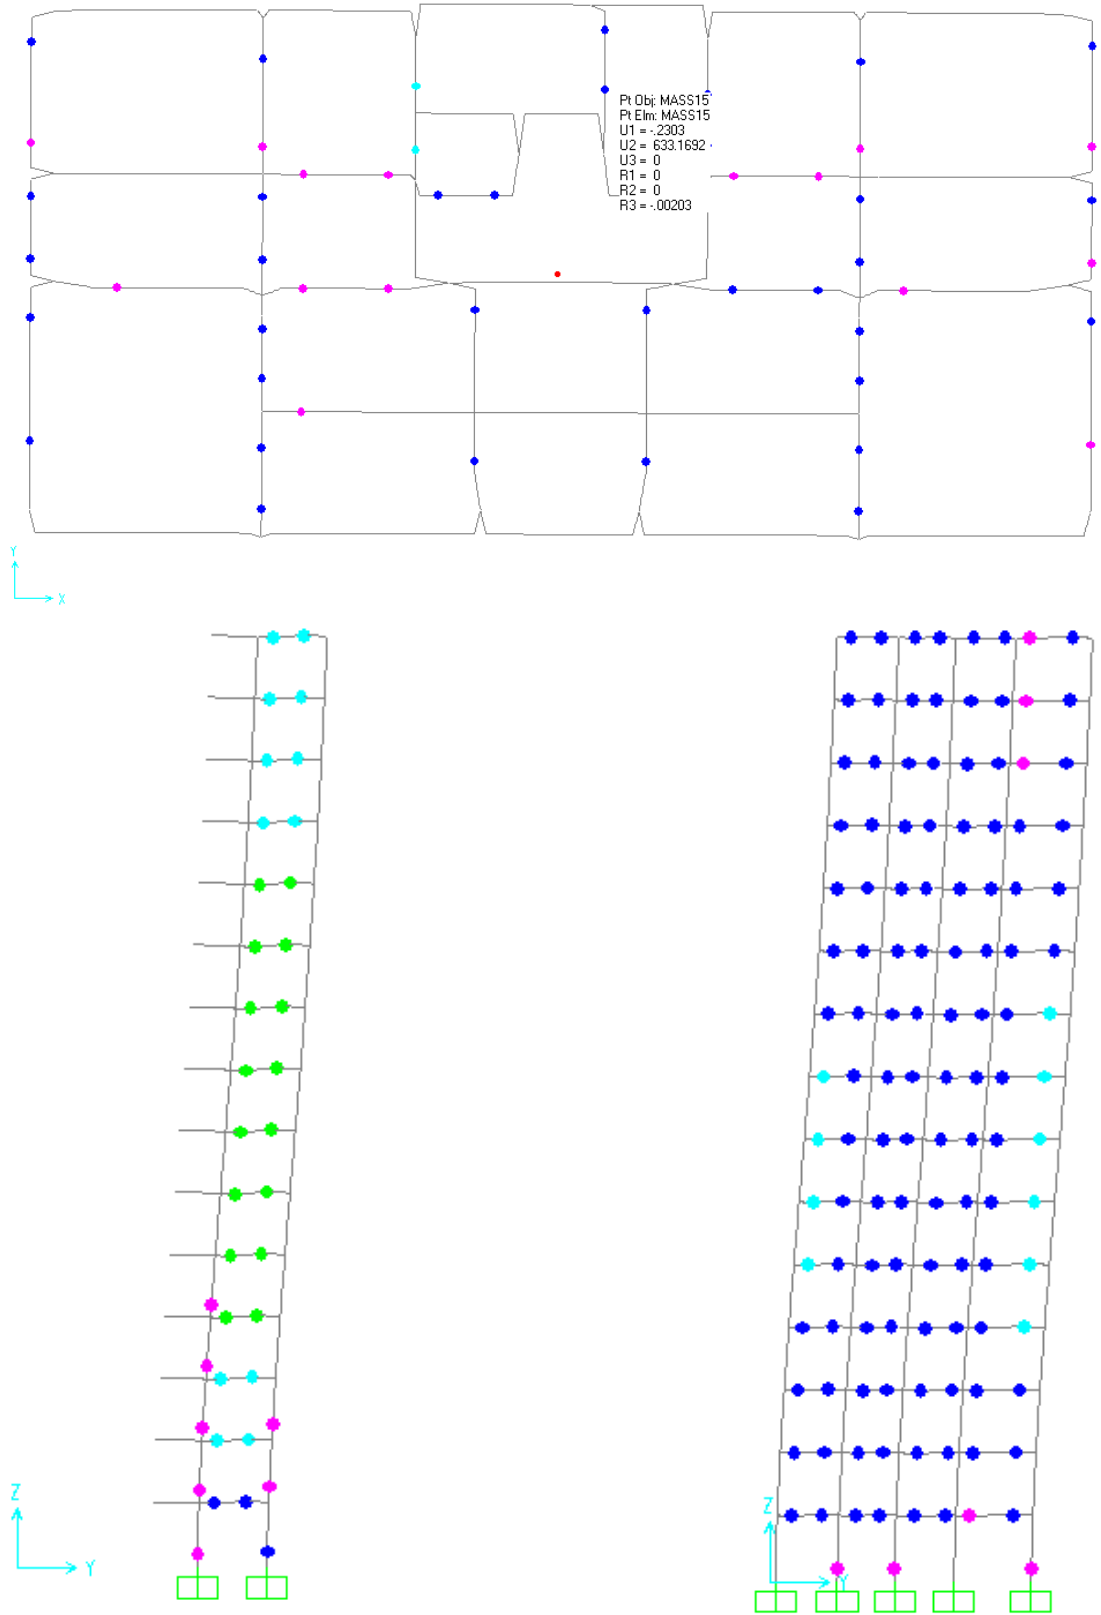 Pt Obj: MASS15
Pt Elm: MASS15
U1 = -.2303
U2 = 633.1692
U3 = 0
R1 = 0
R2 = 0
R3 = -.00203
Y
X
Z
Y
Z
Y